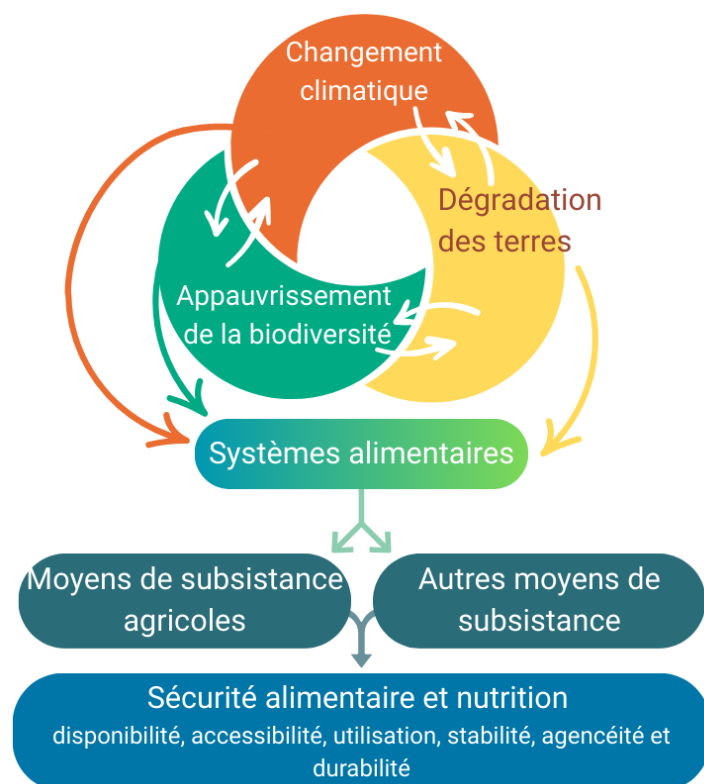 Changement
climatique
Dégradation
des terres
Appauvrissement
de la biodiversité
Systèmes alimentaires
Moyens de subsistance
agricoles
Autres moyens de
subsistance
Sécurité alimentaire et nutrition
disponibilité, accessibilité, utilisation, stabilité, agencéité et
durabilité